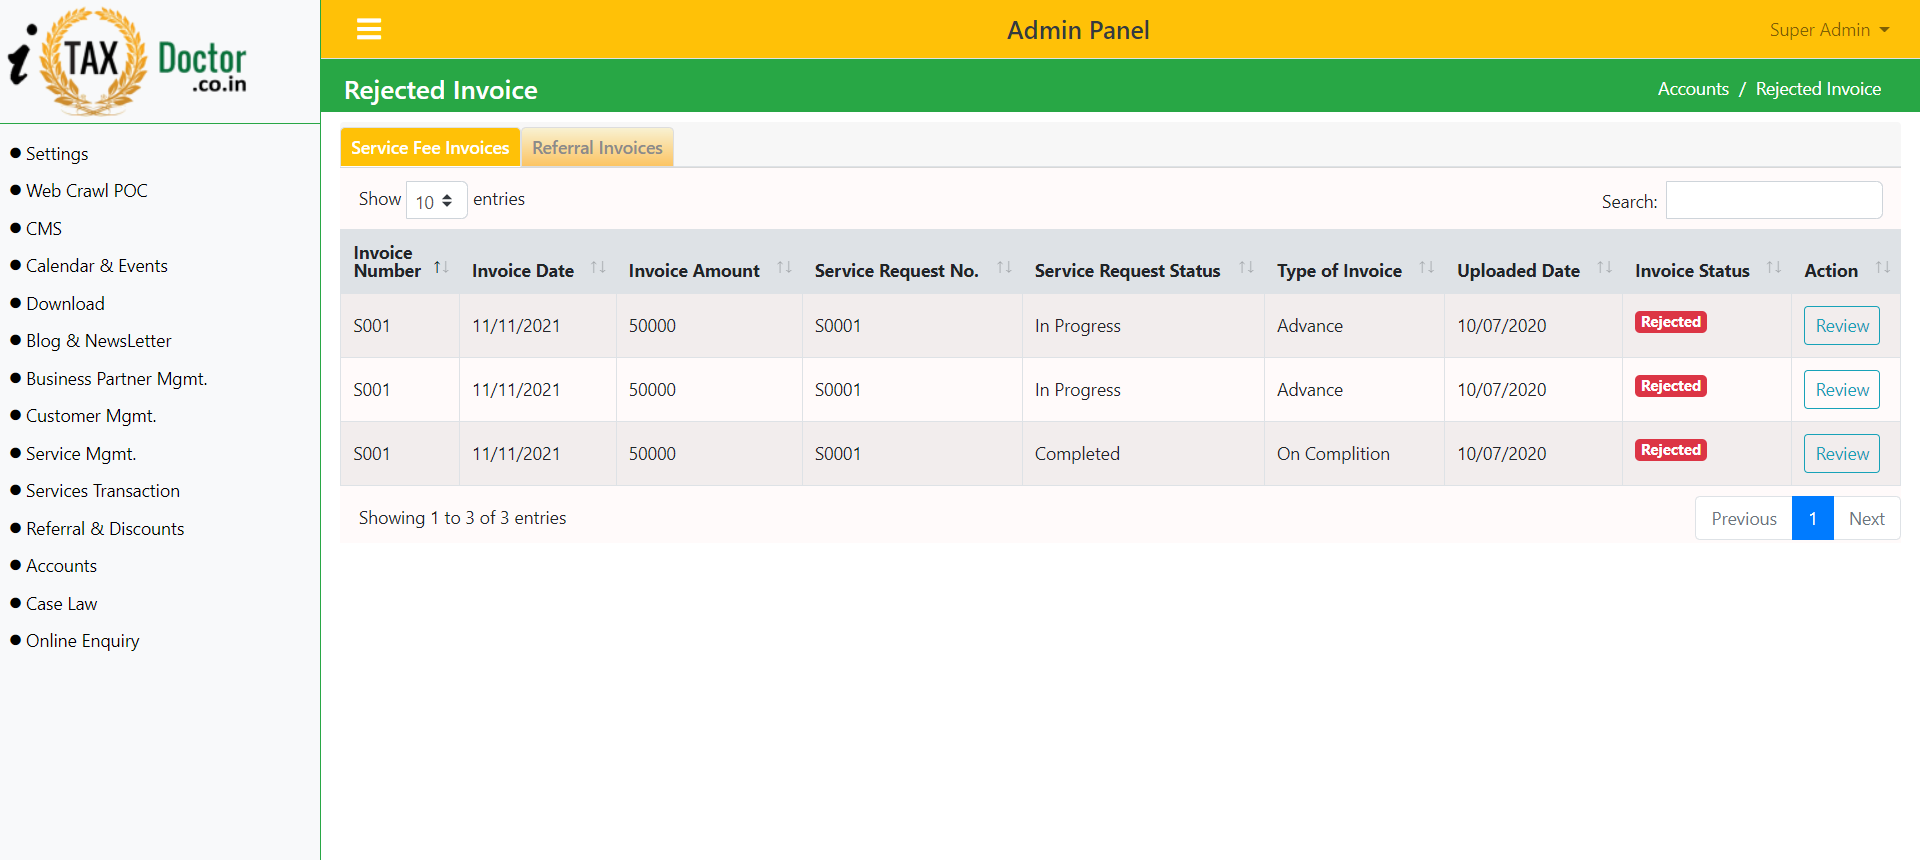 i TAX Doctor
.co.in
Settings
Web Crawl POC
CMS
Calendar & Events
Download
Blog & NewsLetter
Business Partner Mgmt.
Customer Mgmt.
Service Mgmt.
Services Transaction
Referral & Discounts
Accounts
Case Law
Online Enquiry
Admin Panel
Super Admin
Rejected Invoice
Accounts / Rejected Invoice
Service Fee Invoices Referral Invoices
Show 10 entries
Search:
Invoice Number Invoice Date Invoice Amount Service Request No. Service Request Status Type of Invoice Uploaded Date Invoice Status Action
S001 11/11/2021 50000 S0001 In Progress Advance 10/07/2020 Rejected Review
S001 11/11/2021 50000 S0001 In Progress Advance 10/07/2020 Rejected Review
S001 11/11/2021 50000 S0001 Completed On Complition 10/07/2020 Rejected Review
Showing 1 to 3 of 3 entries
Previous 1 Next